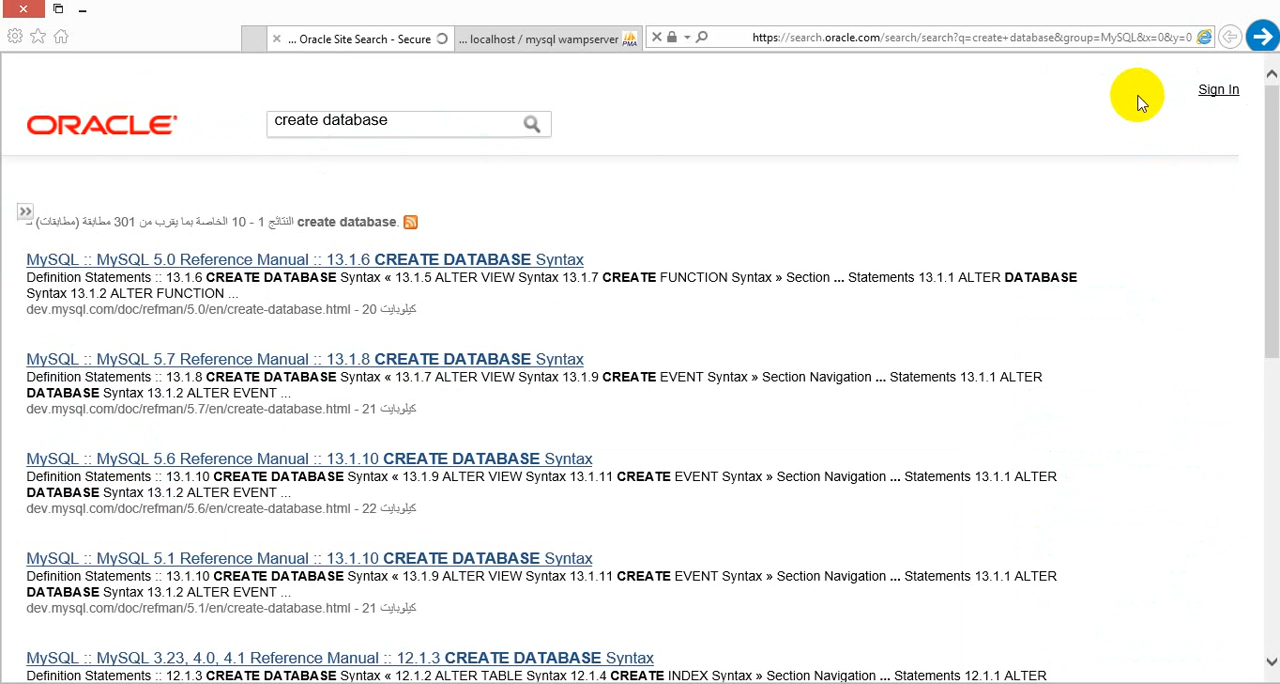 ... Oracle Site Search - Secure
... localhost / mysql wampserver
https://search.oracle.com/search/search?q=create+database&group=MySQL&x=0&y=0
Sign In
ORACLE
create database
النتائج 1 - 10 الخاصة بما يقرب من 301 مطابقة (مطابقات) لـ create database.
MySQL :: MySQL 5.0 Reference Manual :: 13.1.6 CREATE DATABASE Syntax
Definition Statements :: 13.1.6 CREATE DATABASE Syntax « 13.1.5 ALTER VIEW Syntax 13.1.7 CREATE FUNCTION Syntax » Section ... Statements 13.1.1 ALTER DATABASE
Syntax 13.1.2 ALTER FUNCTION ...
dev.mysql.com/doc/refman/5.0/en/create-database.html - 20 كيلوبايت
MySQL :: MySQL 5.7 Reference Manual :: 13.1.8 CREATE DATABASE Syntax
Definition Statements :: 13.1.8 CREATE DATABASE Syntax « 13.1.7 ALTER VIEW Syntax 13.1.9 CREATE EVENT Syntax » Section Navigation ... Statements 13.1.1 ALTER
DATABASE Syntax 13.1.2 ALTER EVENT ...
dev.mysql.com/doc/refman/5.7/en/create-database.html - 21 كيلوبايت
MySQL :: MySQL 5.6 Reference Manual :: 13.1.10 CREATE DATABASE Syntax
Definition Statements :: 13.1.10 CREATE DATABASE Syntax « 13.1.9 ALTER VIEW Syntax 13.1.11 CREATE EVENT Syntax » Section Navigation ... Statements 13.1.1 ALTER
DATABASE Syntax 13.1.2 ALTER EVENT ...
dev.mysql.com/doc/refman/5.6/en/create-database.html - 22 كيلوبايت
MySQL :: MySQL 5.1 Reference Manual :: 13.1.10 CREATE DATABASE Syntax
Definition Statements :: 13.1.10 CREATE DATABASE Syntax « 13.1.9 ALTER VIEW Syntax 13.1.11 CREATE EVENT Syntax » Section Navigation ... Statements 13.1.1 ALTER
DATABASE Syntax 13.1.2 ALTER EVENT ...
dev.mysql.com/doc/refman/5.1/en/create-database.html - 21 كيلوبايت
MySQL :: MySQL 3.23, 4.0, 4.1 Reference Manual :: 12.1.3 CREATE DATABASE Syntax
Definition Statements :: 12.1.3 CREATE DATABASE Syntax « 12.1.2 ALTER TABLE Syntax 12.1.4 CREATE INDEX Syntax » Section Navigation ... Statements 12.1.1 ALTER